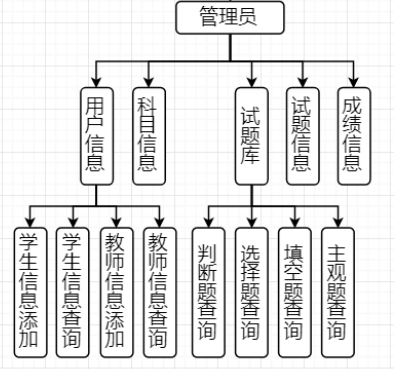 管理员
用户信息
科目信息
试题库
试题信息
成绩信息
学生信息添加
学生信息查询
教师信息添加
教师信息查询
判断题查询
选择题查询
填空题查询
主观题查询